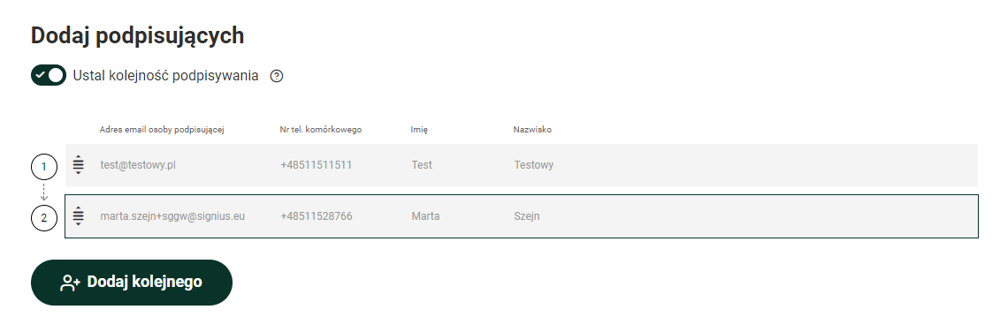 Dodaj podpisujących
Ustal kolejność podpisywania ?
Adres email osoby podpisującej Nr tel. komórkowego Imię Nazwisko
1 test@testowy.pl +48511511511 Test Testowy
2 marta.szejn+sggw@signius.eu +48511528766 Marta Szejn
Dodaj kolejnego